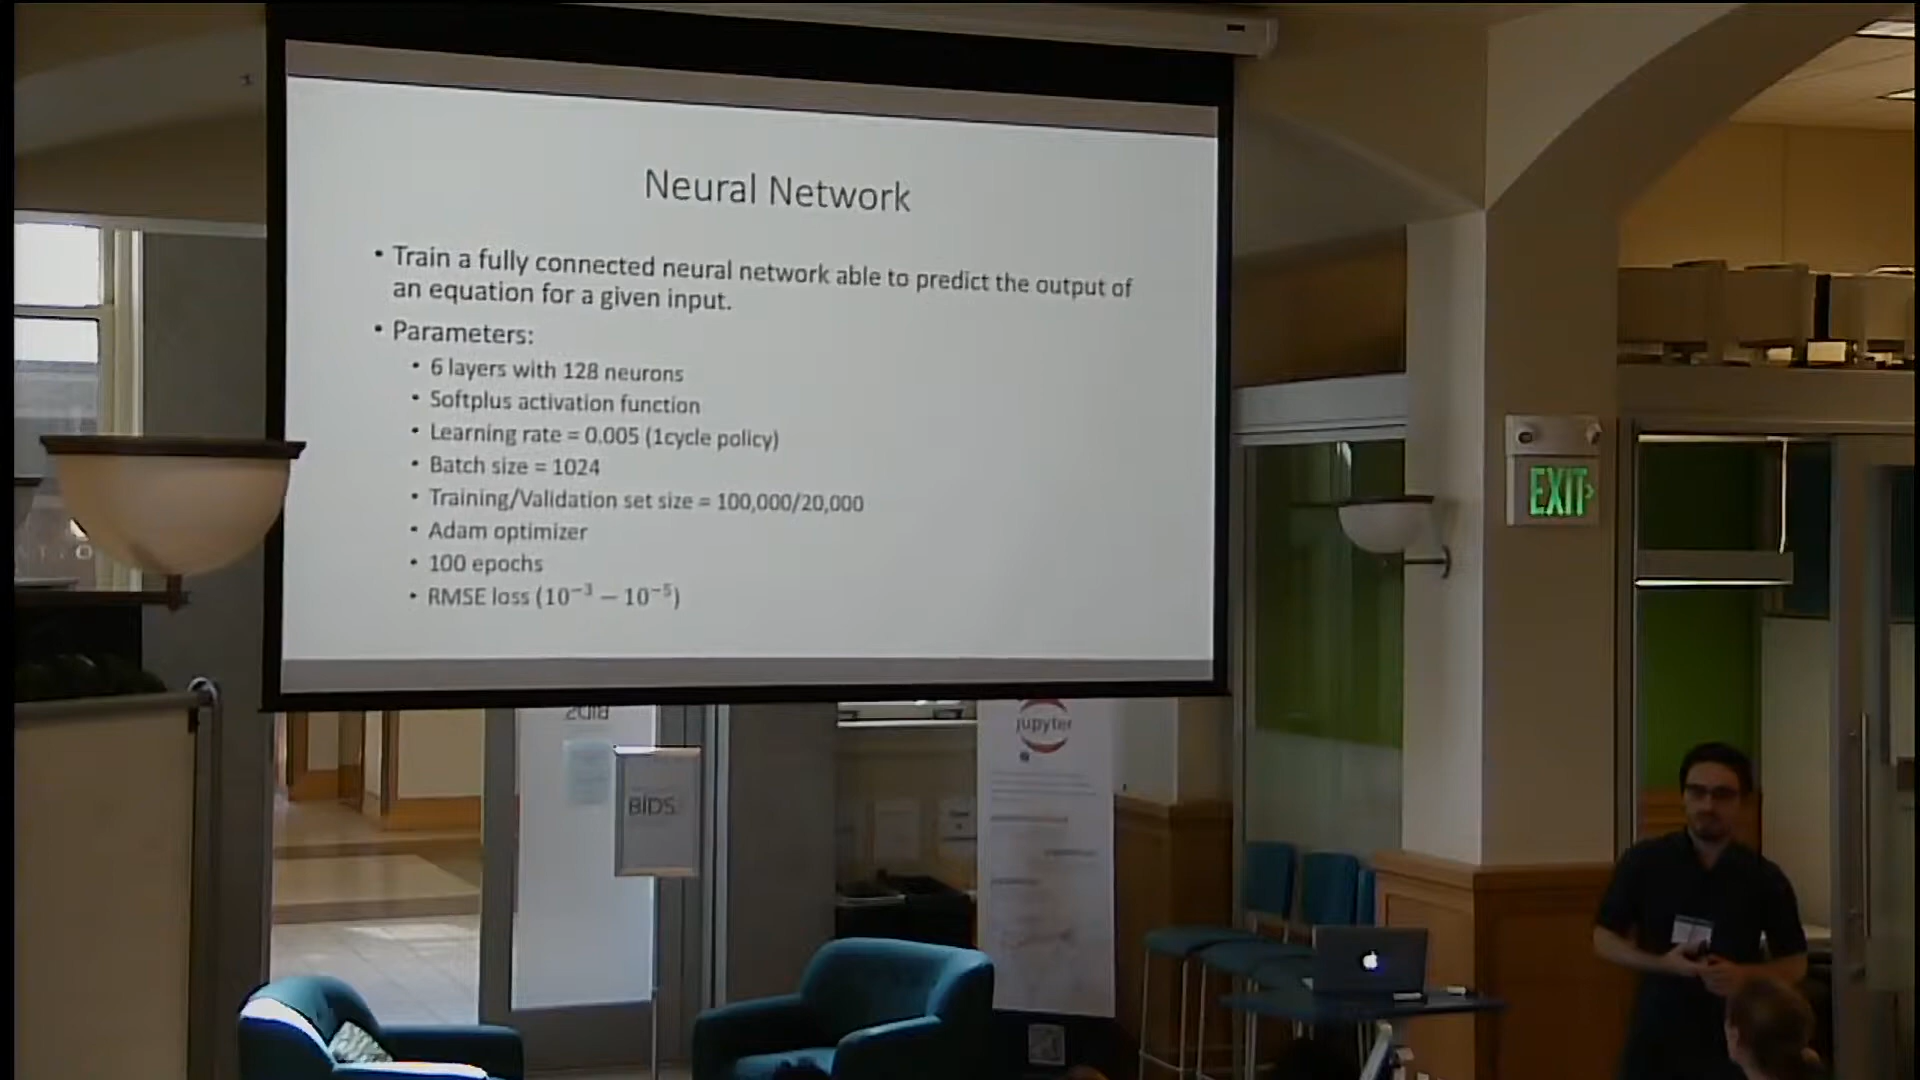 Neural Network
• Train a fully connected neural network able to predict the output of
an equation for a given input.
• Parameters:
• 6 layers with 128 neurons
• Softplus activation function
• Learning rate = 0.005 (1cycle policy)
• Batch size = 1024
• Training/Validation set size = 100,000/20,000
• Adam optimizer
• 100 epochs
• RMSE loss (10⁻³ – 10⁻⁵)
EXIT
jupyter
BIDS